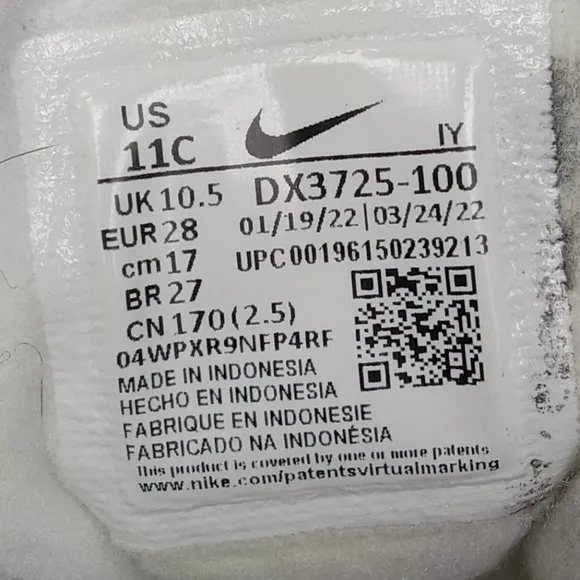 US
11C
IY
UK 10.5
DX3725-100
EUR 28
01/19/22|03/24/22
cm 17
UPC00196150239213
BR 27
CN 170 (2.5)
04WPXR9NFP4RF
MADE IN INDONESIA
HECHO EN INDONESIA
FABRIQUE EN INDONESIE
FABRICADO NA INDONÉSIA
This product is covered by one or more patents
www.nike.com/patentsvirtualmarking